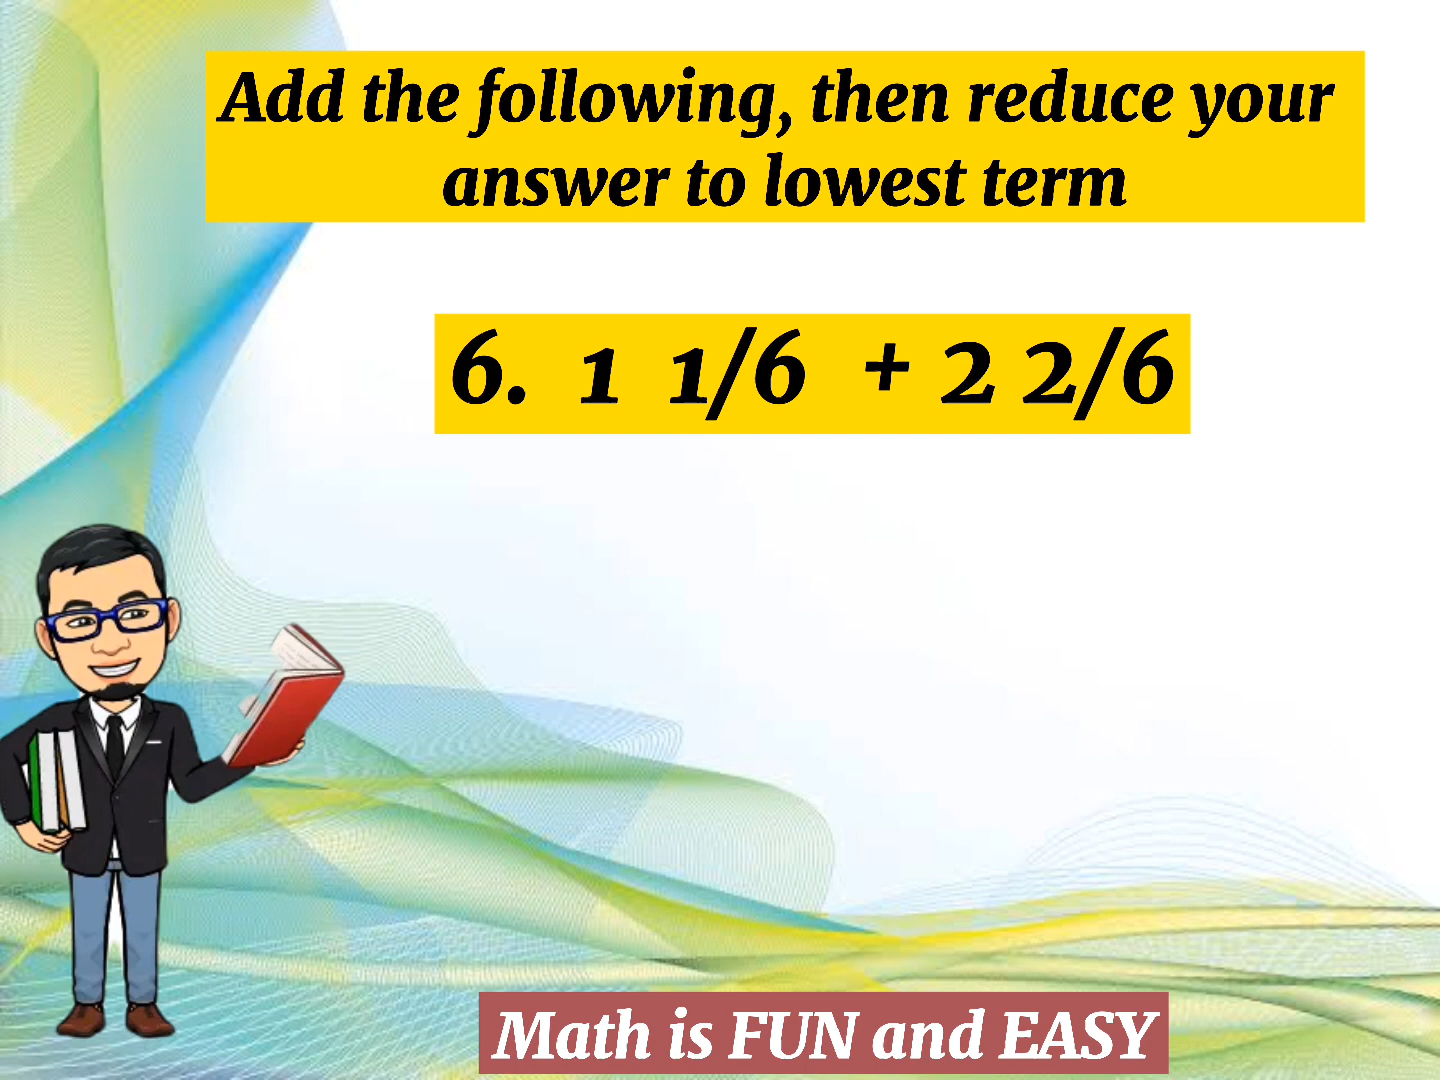 Add the following, then reduce your
answer to lowest term
6. 1 1/6 + 2 2/6
Math is FUN and EASY